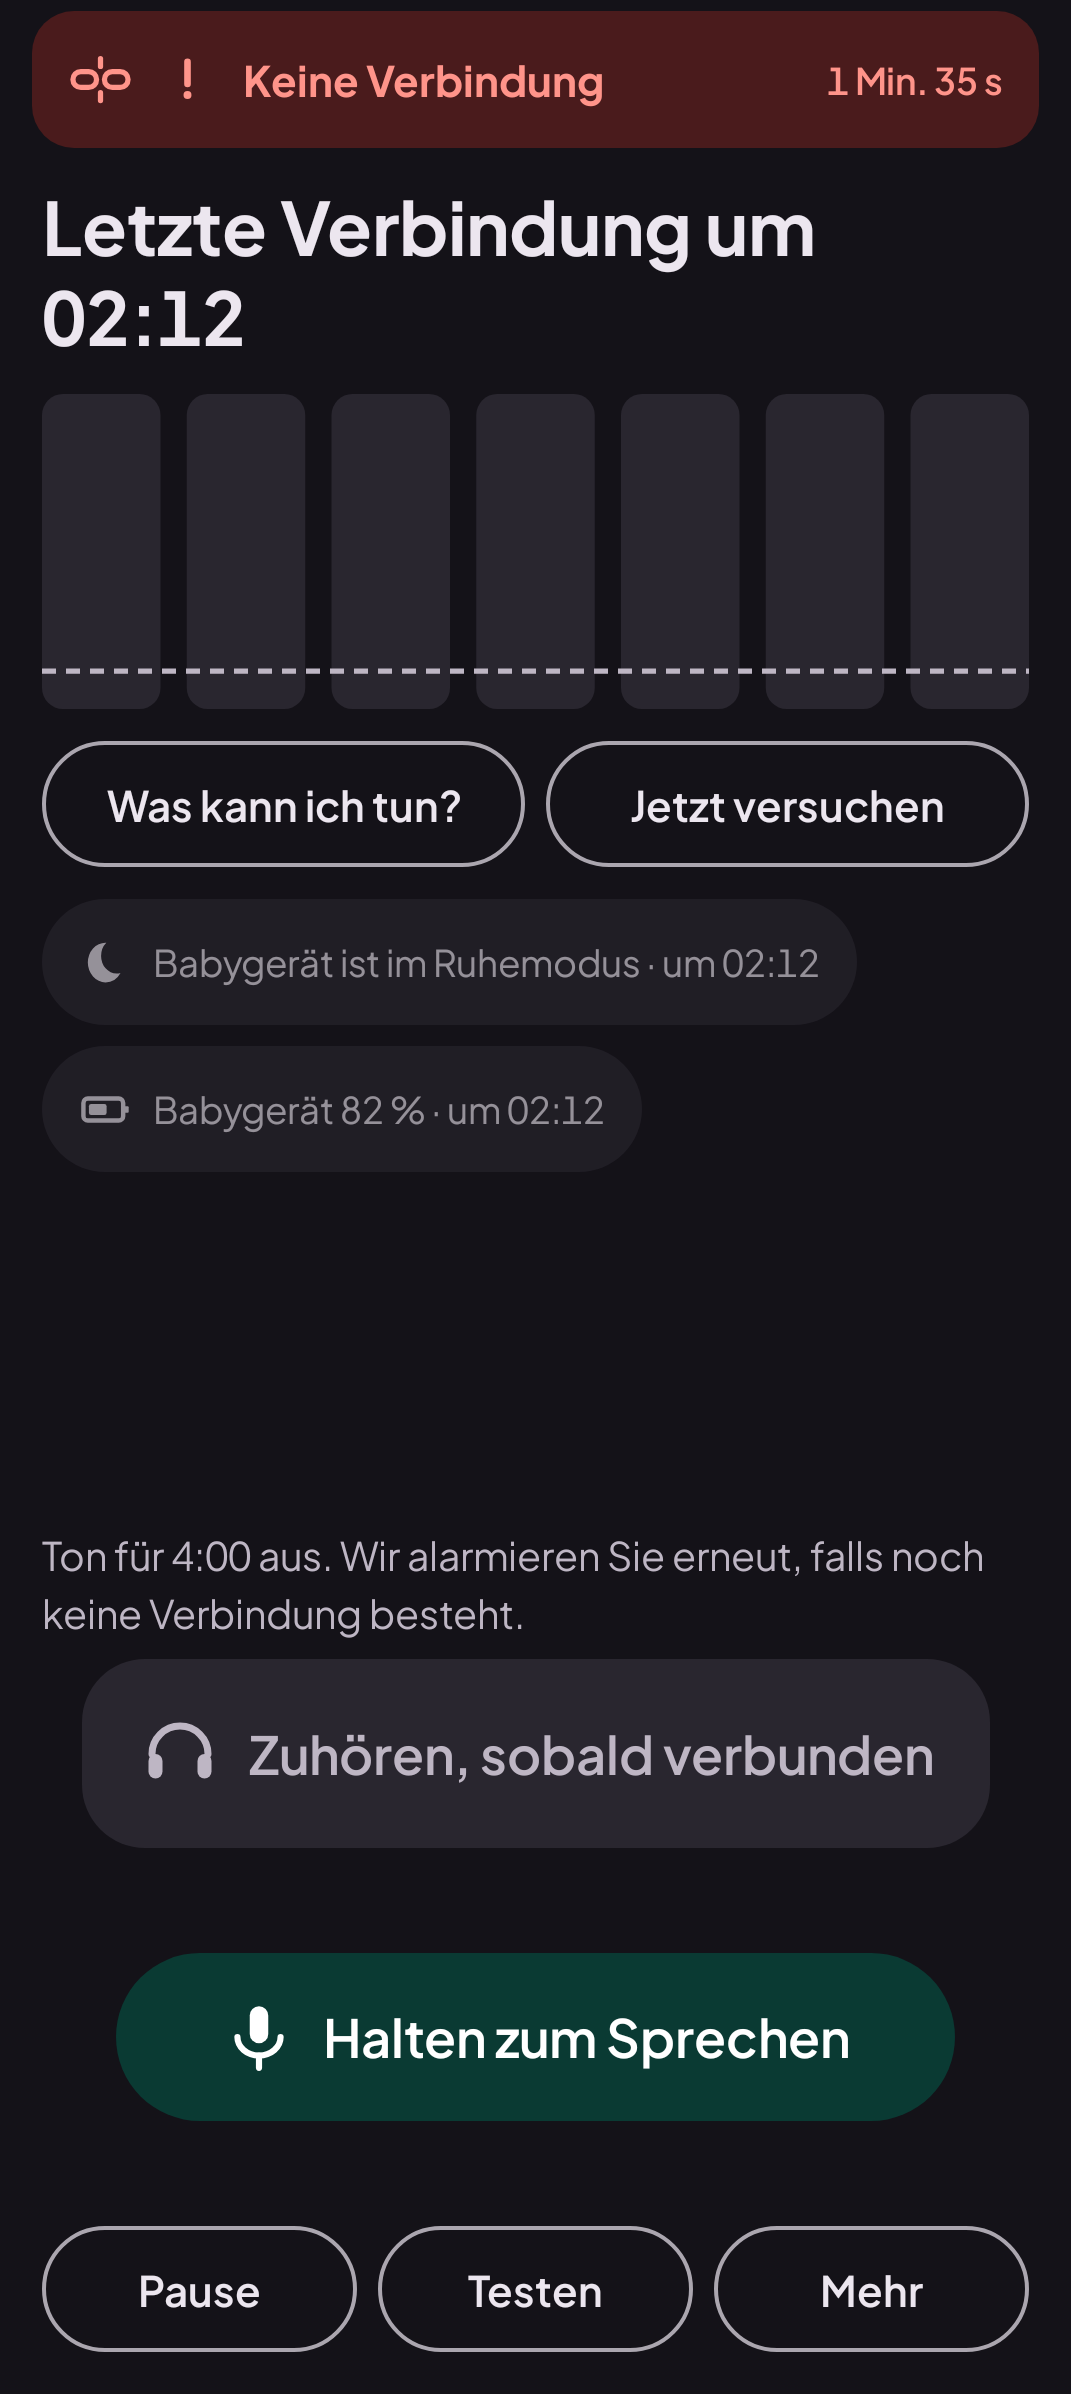 Keine Verbindung
1 Min. 35 s
Letzte Verbindung um
02:12
Was kann ich tun?
Jetzt versuchen
Babygerät ist im Ruhemodus · um 02:12
Babygerät 82 % · um 02:12
Ton für 4:00 aus. Wir alarmieren Sie erneut, falls noch
keine Verbindung besteht.
Zuhören, sobald verbunden
Halten zum Sprechen
Pause
Testen
Mehr